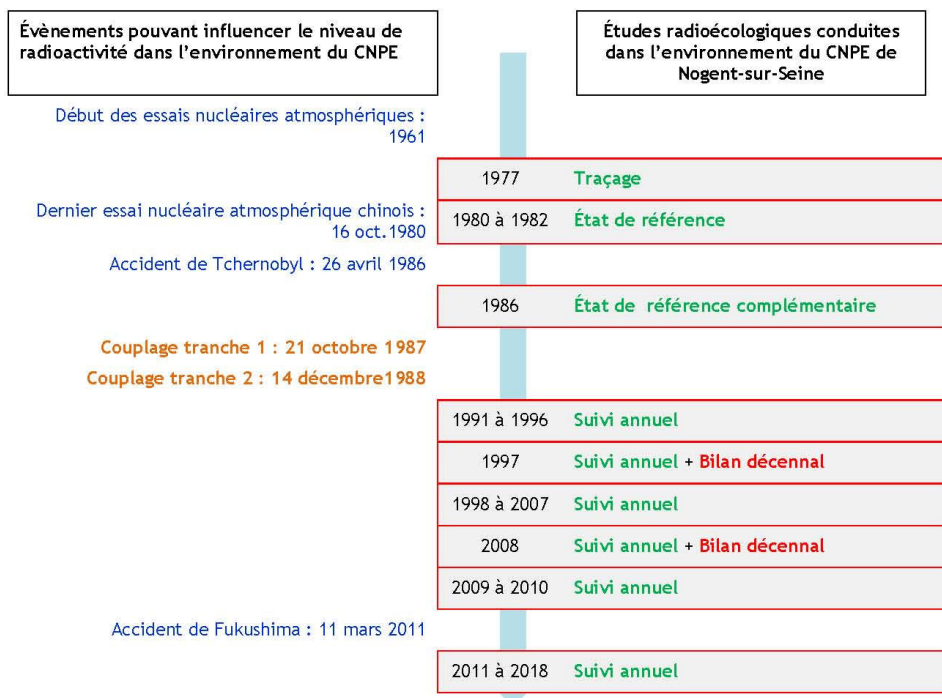 Évènements pouvant influencer le niveau de
radioactivité dans l'environnement du CNPE
Études radioécologiques conduites
dans l'environnement du CNPE de
Nogent-sur-Seine
Début des essais nucléaires atmosphériques :
1961
1977 Traçage
Dernier essai nucléaire atmosphérique chinois :
16 oct.1980
1980 à 1982 État de référence
Accident de Tchernobyl : 26 avril 1986
1986 État de référence complémentaire
Couplage tranche 1 : 21 octobre 1987
Couplage tranche 2 : 14 décembre1988
1991 à 1996 Suivi annuel
1997 Suivi annuel + Bilan décennal
1998 à 2007 Suivi annuel
2008 Suivi annuel + Bilan décennal
2009 à 2010 Suivi annuel
Accident de Fukushima : 11 mars 2011
2011 à 2018 Suivi annuel